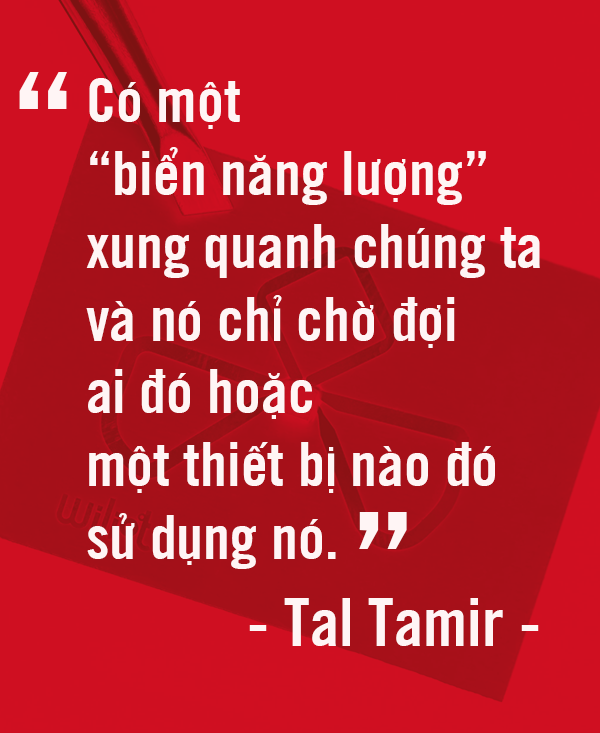 “ Có một
“biển năng lượng”
xung quanh chúng ta
và nó chỉ chờ đợi
ai đó hoặc
một thiết bị nào đó
sử dụng nó. ”
- Tal Tamir -